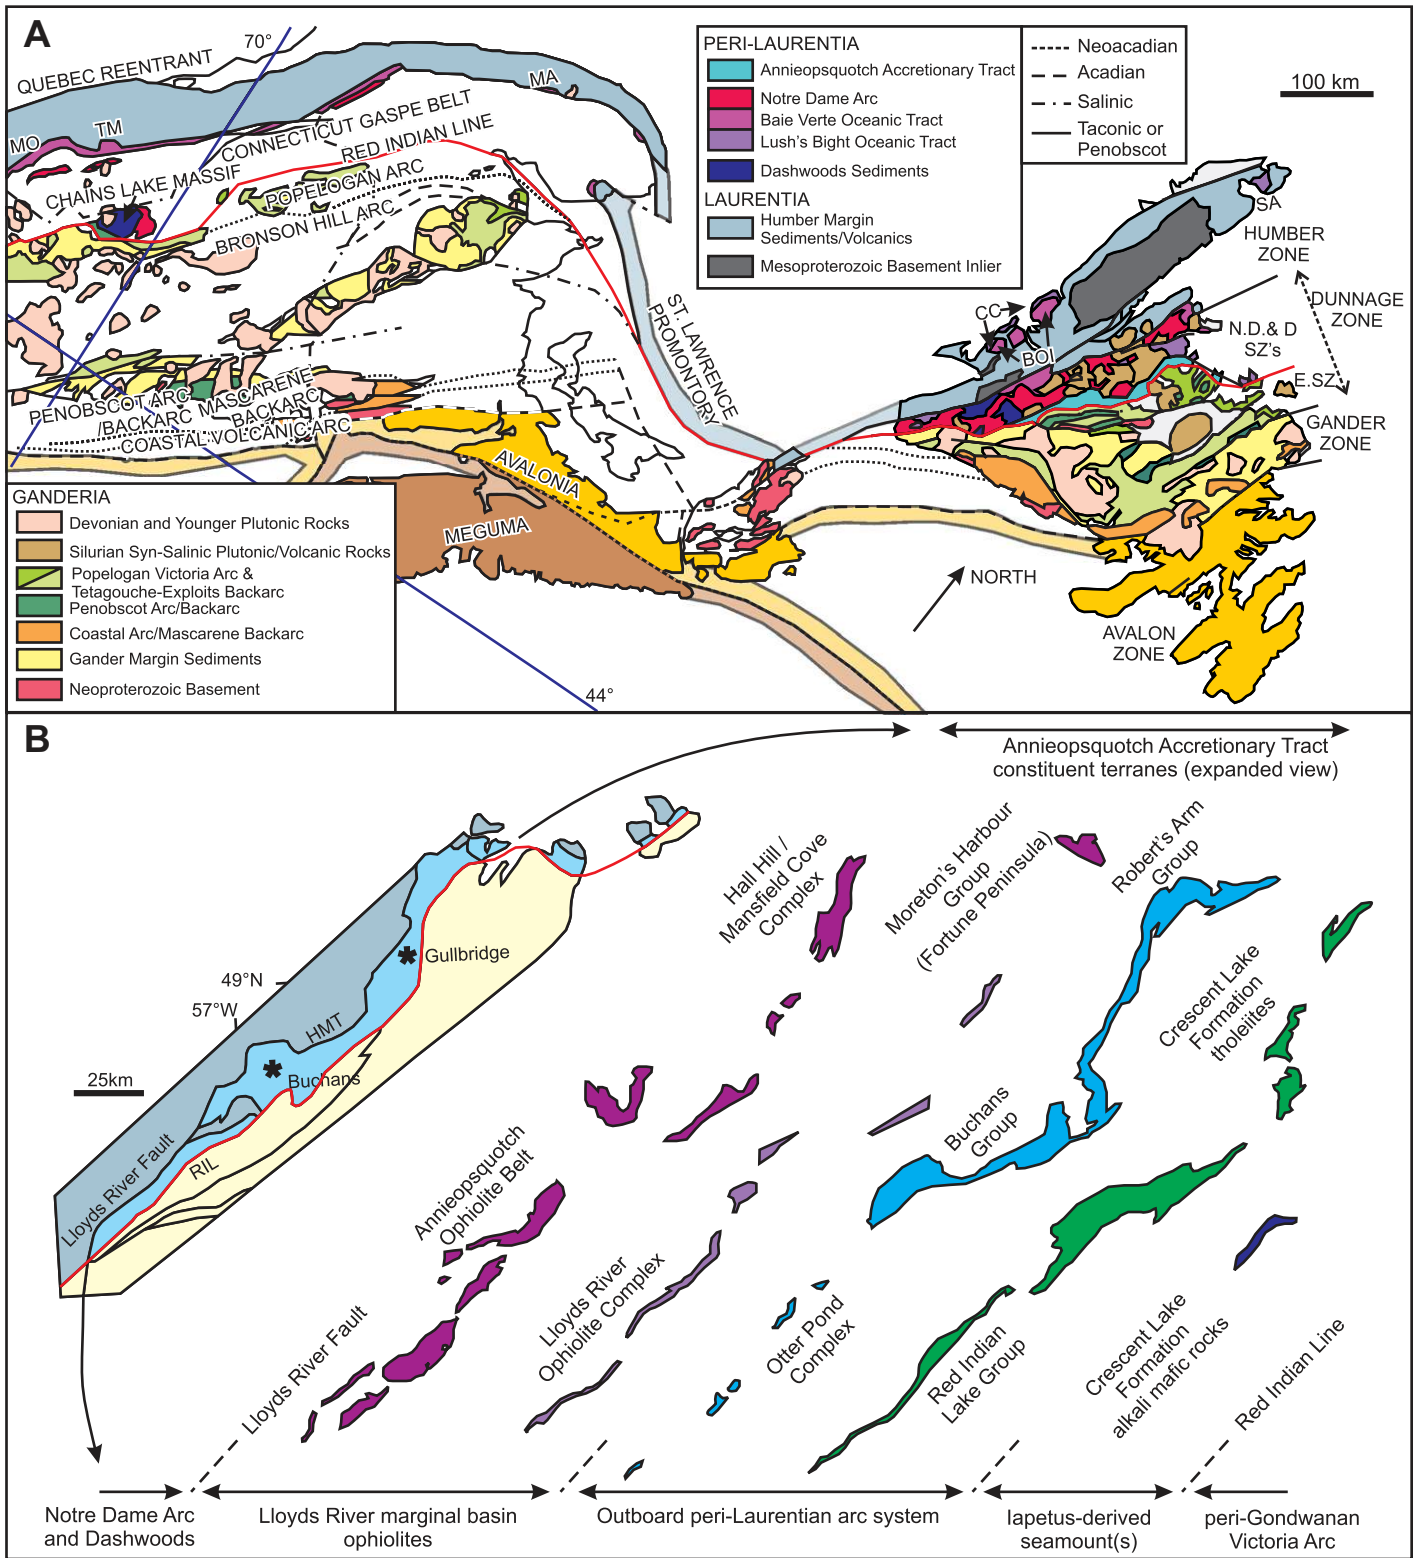 A
70°
QUEBEC REENTRANT
MA
MO
TM
CONNECTICUT GASPE BELT
RED INDIAN LINE
CHAINS LAKE MASSIF
POPELOGAN ARC
BRONSON HILL ARC
ST. LAWRENCE
PROMONTORY
PENOBSCOT ARC
/BACKARC
MASCARENE
BACKARC
COASTAL VOLCANIC ARC
AVALONIA
MEGUMA
44°
NORTH
PERI-LAURENTIA
Annieopsquotch Accretionary Tract
Notre Dame Arc
Baie Verte Oceanic Tract
Lush's Bight Oceanic Tract
Dashwoods Sediments
LAURENTIA
Humber Margin
Sediments/Volcanics
Mesoproterozoic Basement Inlier
Neoacadian
Acadian
Salinic
Taconic or
Penobscot
100 km
SA
HUMBER
ZONE
DUNNAGE
ZONE
CC
BOI
N.D.& D
SZ's
E.SZ
GANDER
ZONE
AVALON
ZONE
GANDERIA
Devonian and Younger Plutonic Rocks
Silurian Syn-Salinic Plutonic/Volcanic Rocks
Popelogan Victoria Arc &
Tetagouche-Exploits Backarc
Penobscot Arc/Backarc
Coastal Arc/Mascarene Backarc
Gander Margin Sediments
Neoproterozoic Basement
B
Annieopsquotch Accretionary Tract
constituent terranes (expanded view)
Gullbridge
49°N
57°W
HMT
25km
Buchans
Lloyds River Fault
RIL
Hall Hill /
Mansfield Cove
Complex
Moreton's Harbour
Group
(Fortune Peninsula)
Robert's Arm
Group
Crescent Lake
Formation
tholeiites
Buchans
Group
Annieopsquotch
Ophiolite Belt
Lloyds River Fault
Lloyds River
Ophiolite Complex
Otter Pond
Complex
Red Indian
Lake Group
Crescent Lake
Formation
alkali mafic rocks
Red Indian Line
Notre Dame Arc
and Dashwoods
Lloyds River marginal basin
ophiolites
Outboard peri-Laurentian arc system
Iapetus-derived
seamount(s)
peri-Gondwanan
Victoria Arc